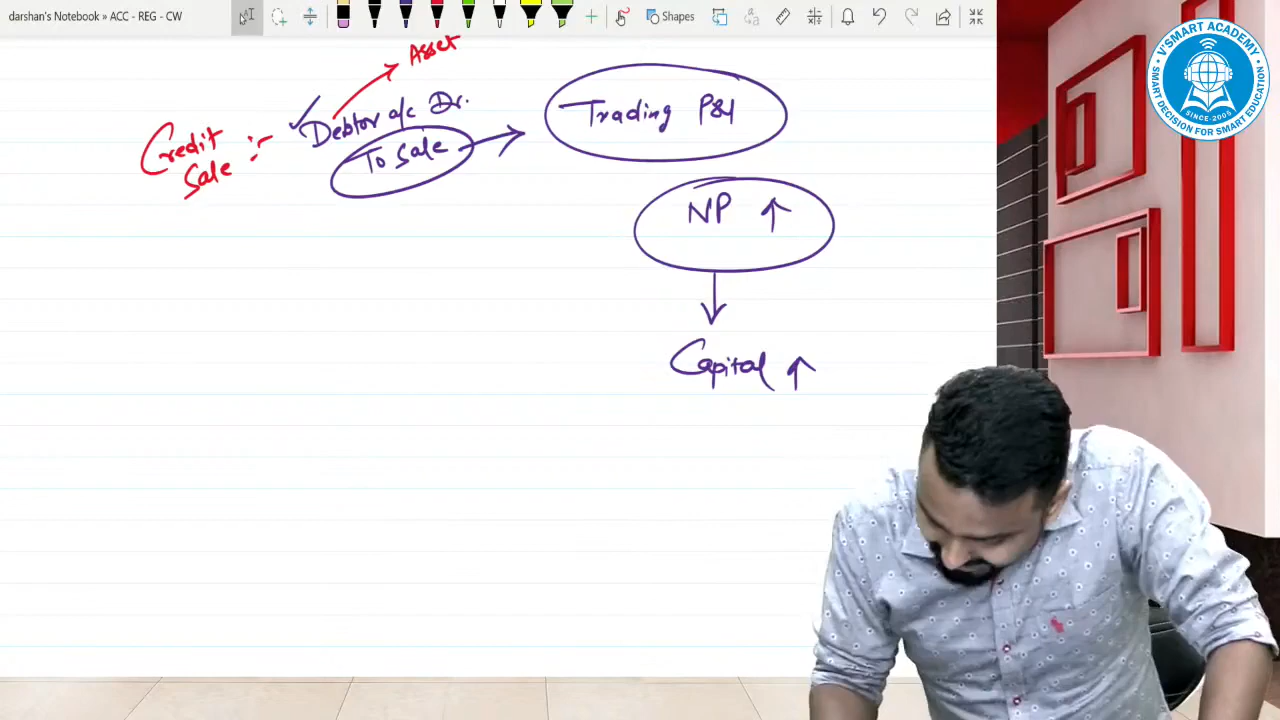 darshan's Notebook » ACC - REG - CW
Shapes
Asset
Credit Sale :-
Debtor a/c Dr.
To Sale
Trading P&L
NP ↑
Capital ↑
V'SMART ACADEMY
SINCE-2005
SMART DECISION FOR SMART EDUCATION